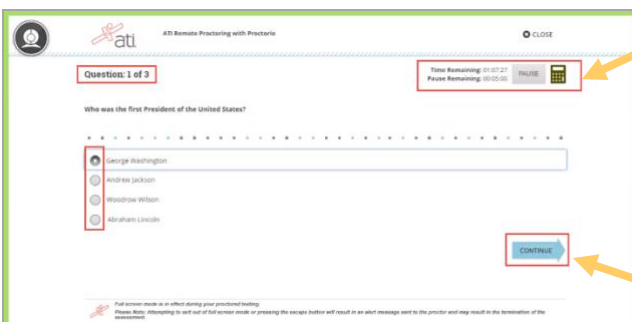 ati
ATI Remote Proctoring with Proctorio
CLOSE
Question: 1 of 3
Time Remaining: 01:07:27
Pause Remaining: 00:05:00
PAUSE
Who was the first President of the United States?
George Washington
Andrew Jackson
Woodrow Wilson
Abraham Lincoln
CONTINUE
Full screen mode is in effect during your proctored testing.
Please Note: Attempting to exit out of full screen mode or pressing the escape button will result in an alert message sent to the proctor and may result in the termination of the
assessment.